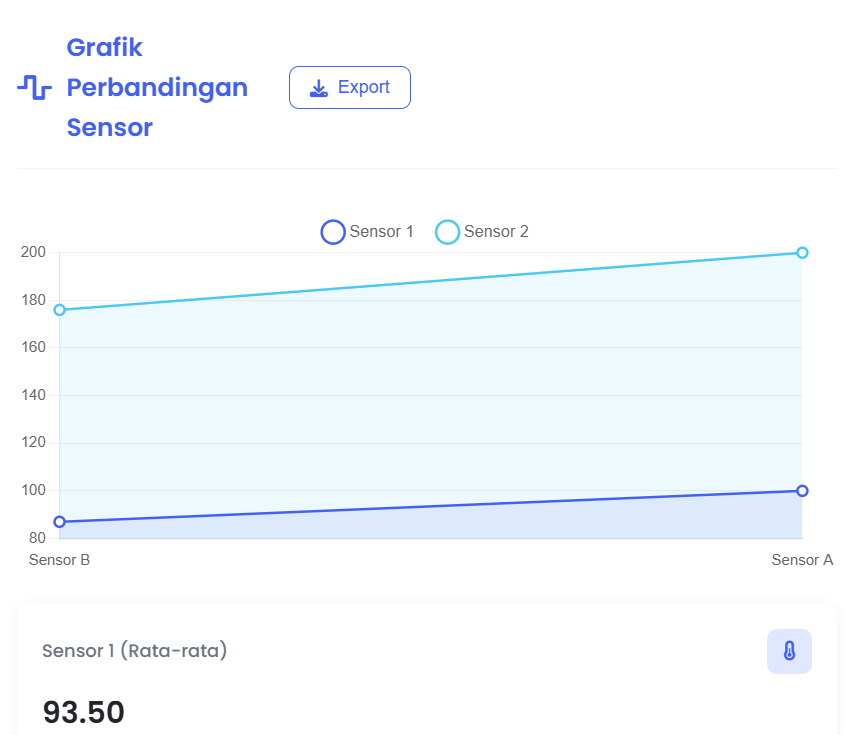 Grafik
Perbandingan
Sensor
Export
Sensor 1 Sensor 2
200
180
160
140
120
100
80
Sensor B Sensor A
Sensor 1 (Rata-rata)
93.50